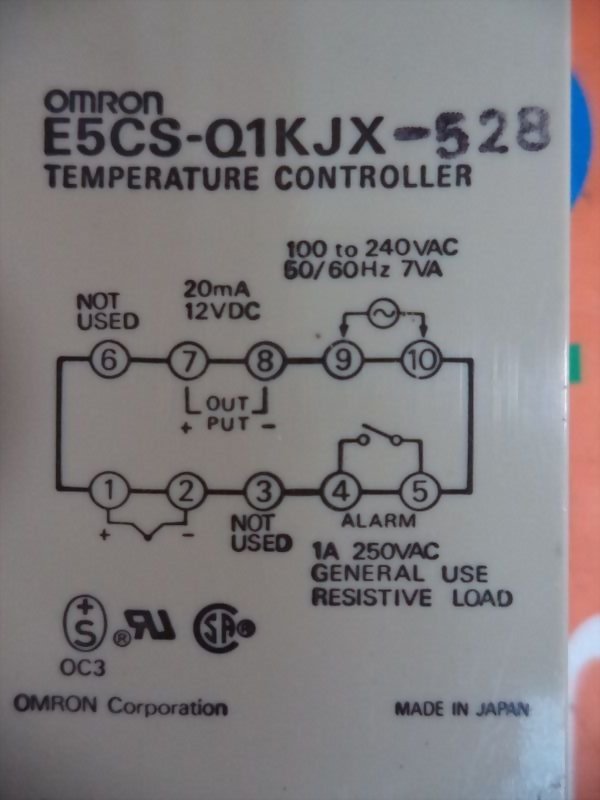 OMRON
E5CS-Q1KJX-528
TEMPERATURE CONTROLLER
100 to 240VAC
50/60Hz 7VA
20mA
12VDC
NOT
USED
6 7 8 9 10
OUT
+ PUT -
1 2 3 4 5
+ -
NOT
USED
ALARM
1A 250VAC
GENERAL USE
RESISTIVE LOAD
+
S
® RU SA ®
OC3
OMRON Corporation
MADE IN JAPAN